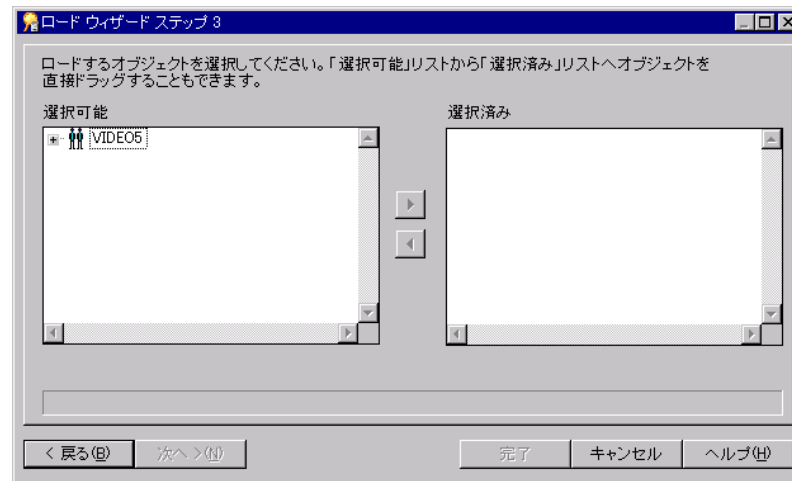 ロード ウィザード ステップ 3
ロードするオブジェクトを選択してください。「選択可能」リストから「選択済み」リストへオブジェクトを
直接ドラッグすることもできます。
選択可能
選択済み
VIDEO5
< 戻る(B)
次へ >(N)
完了
キャンセル
ヘルプ(H)